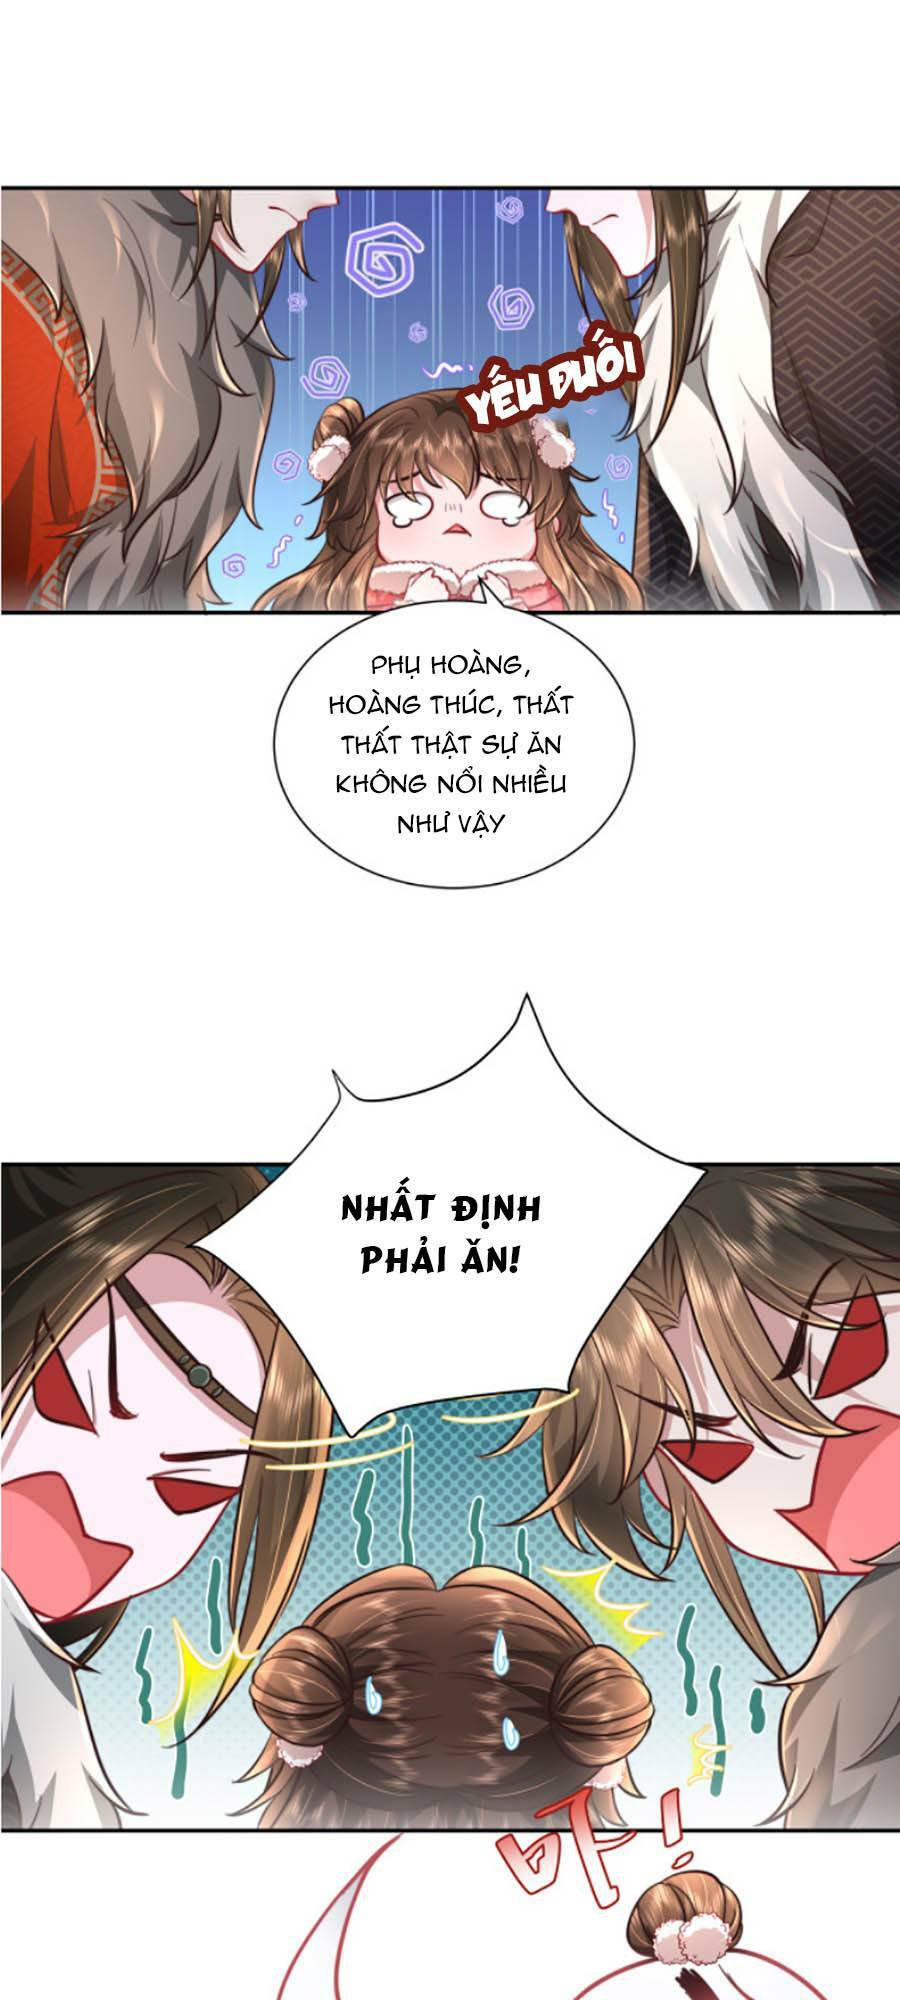 YẾU ĐUỐI
PHỤ HOÀNG,
HOÀNG THÚC, THẤT
THẤT THẬT SỰ ĂN
KHÔNG NỔI NHIỀU
NHƯ VẬY
NHẤT ĐỊNH
PHẢI ĂN!